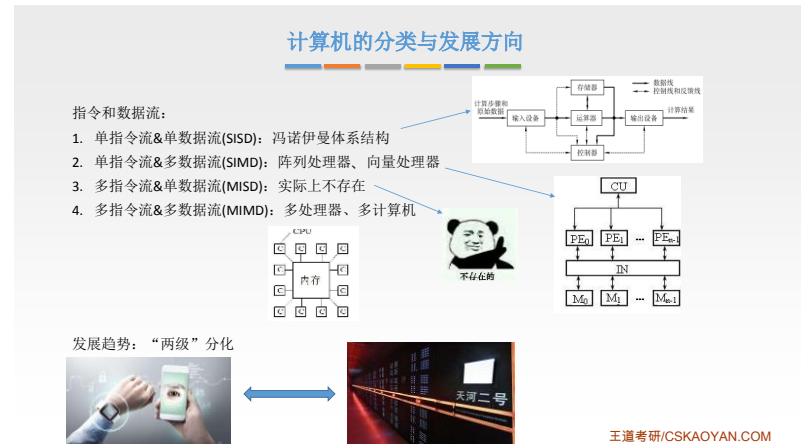 计算机的分类与发展方向
指令和数据流：
1. 单指令流&单数据流(SISD)：冯诺伊曼体系结构
2. 单指令流&多数据流(SIMD)：阵列处理器、向量处理器
3. 多指令流&单数据流(MISD)：实际上不存在
4. 多指令流&多数据流(MIMD)：多处理器、多计算机
数据线
控制线和反馈线
存储器
计算步骤和
原始数据
输入设备
运算器
输出设备
计算结果
控制器
CU
PE0 PE1 ... PEn-1
IN
M0 M1 ... Mn-1
不存在的
CPU
C C C C
C C
内存
C C
C C C C
发展趋势：“两级”分化
天河二号
王道考研/CSKAOYAN.COM